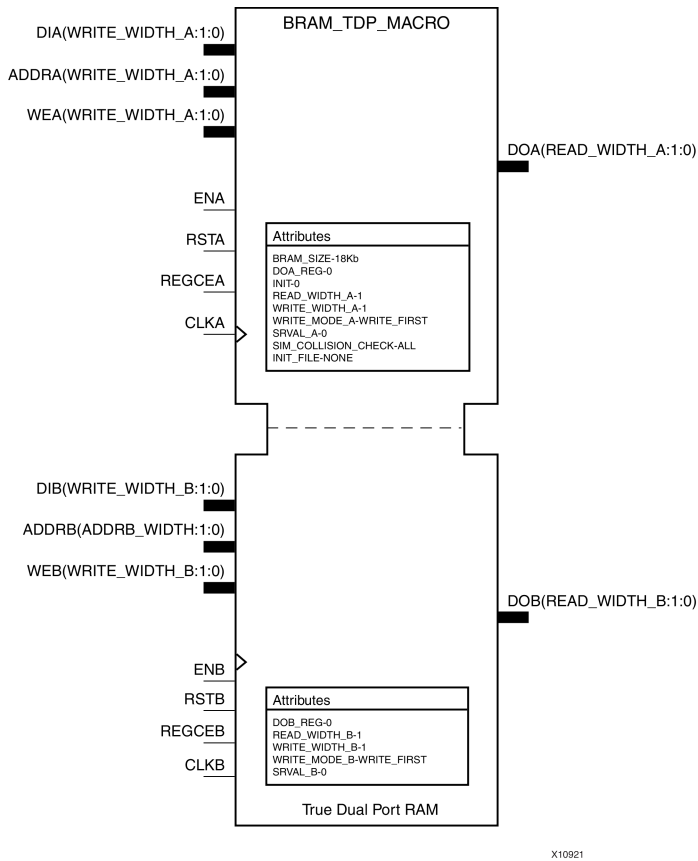 BRAM_TDP_MACRO
DIA(WRITE_WIDTH_A:1:0)
ADDRA(WRITE_WIDTH_A:1:0)
WEA(WRITE_WIDTH_A:1:0)
DOA(READ_WIDTH_A:1:0)
ENA
RSTA
REGCEA
CLKA
Attributes
BRAM_SIZE-18Kb
DOA_REG-0
INIT-0
READ_WIDTH_A-1
WRITE_WIDTH_A-1
WRITE_MODE_A-WRITE_FIRST
SRVAL_A-0
SIM_COLLISION_CHECK-ALL
INIT_FILE-NONE
DIB(WRITE_WIDTH_B:1:0)
ADDRB(ADDRB_WIDTH:1:0)
WEB(WRITE_WIDTH_B:1:0)
DOB(READ_WIDTH_B:1:0)
ENB
RSTB
REGCEB
CLKB
Attributes
DOB_REG-0
READ_WIDTH_B-1
WRITE_WIDTH_B-1
WRITE_MODE_B-WRITE_FIRST
SRVAL_B-0
True Dual Port RAM
X10921